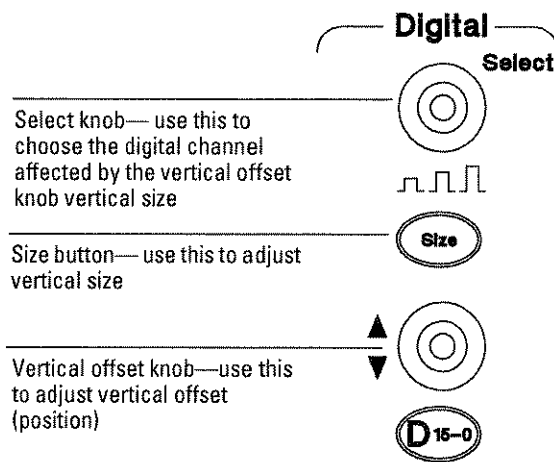 Digital
Select
Select knob— use this to
choose the digital channel
affected by the vertical offset
knob vertical size
Size
Size button— use this to adjust
vertical size
Vertical offset knob—use this
to adjust vertical offset
(position)
D 15–0